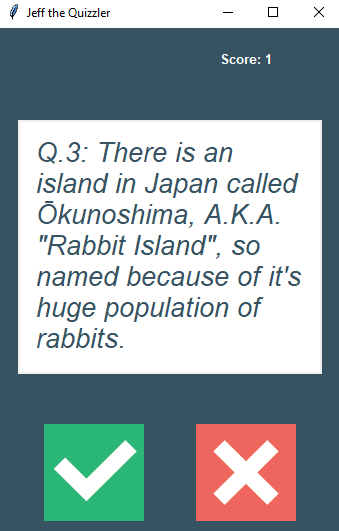 Jeff the Quizzler
Score: 1
Q.3: There is an
island in Japan called
Ōkunoshima, A.K.A.
"Rabbit Island", so
named because of it's
huge population of
rabbits.